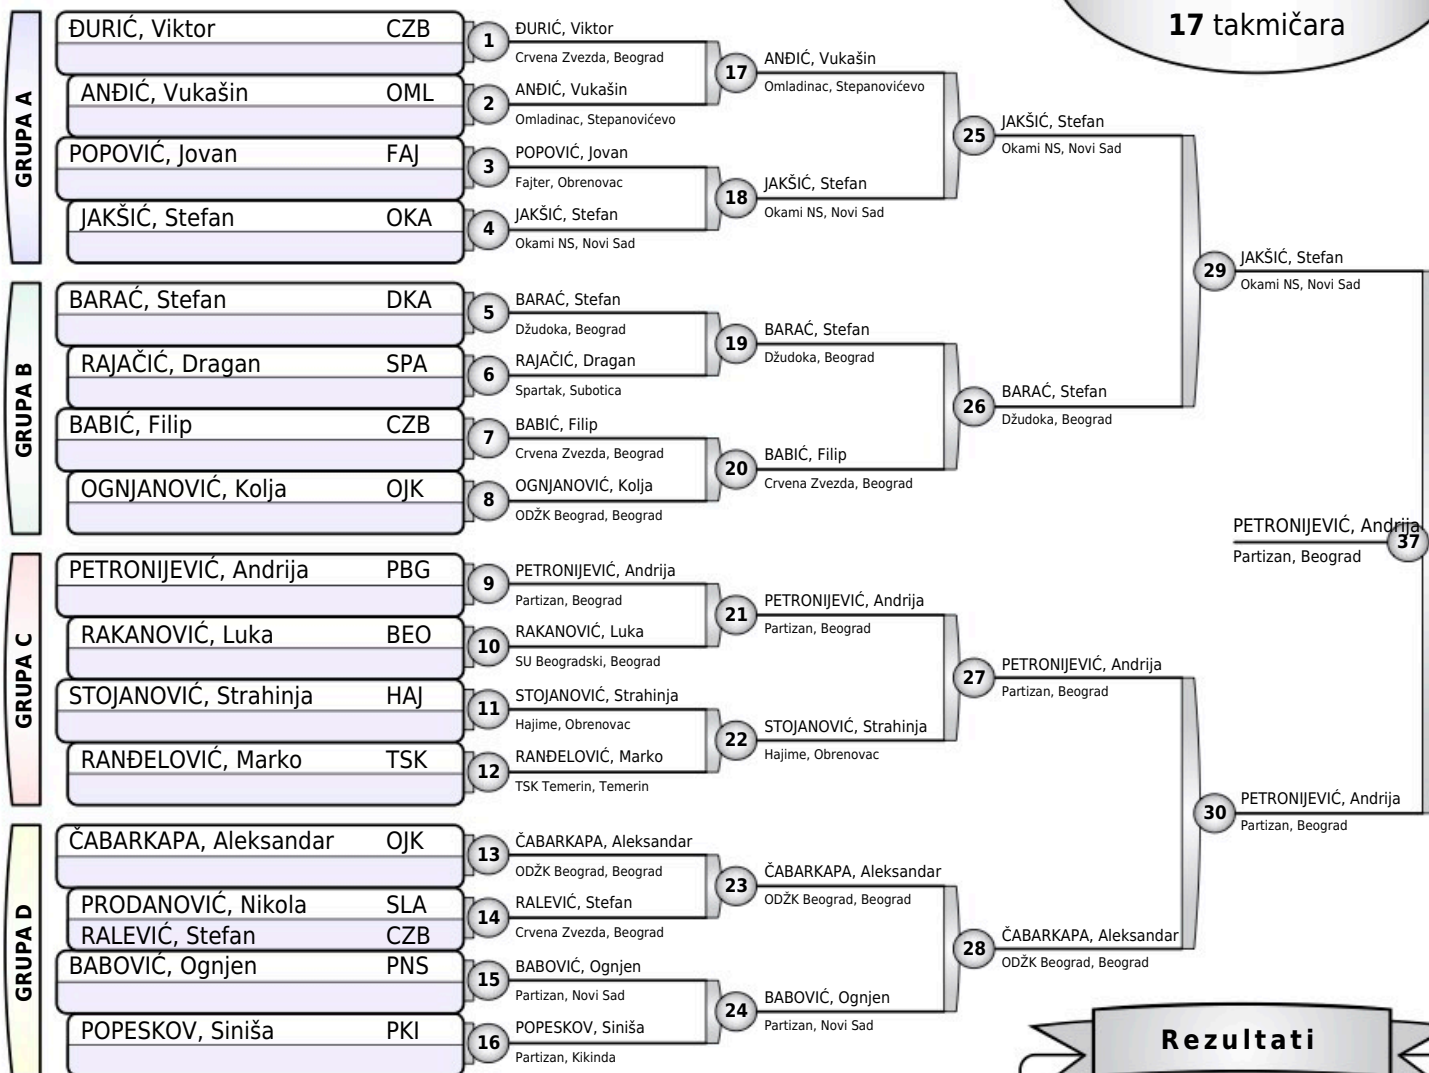 17 takmičara
GRUPA A
ĐURIĆ, Viktor CZB
ANĐIĆ, Vukašin OML
POPOVIĆ, Jovan FAJ
JAKŠIĆ, Stefan OKA
GRUPA B
BARAĆ, Stefan DKA
RAJAČIĆ, Dragan SPA
BABIĆ, Filip CZB
OGNJANOVIĆ, Kolja OJK
GRUPA C
PETRONIJEVIĆ, Andrija PBG
RAKANOVIĆ, Luka BEO
STOJANOVIĆ, Strahinja HAJ
RANĐELOVIĆ, Marko TSK
GRUPA D
ČABARKAPA, Aleksandar OJK
PRODANOVIĆ, Nikola SLA
RALEVIĆ, Stefan CZB
BABOVIĆ, Ognjen PNS
POPESKOV, Siniša PKI
1 ĐURIĆ, Viktor
Crvena Zvezda, Beograd
2 ANĐIĆ, Vukašin
Omladinac, Stepanovićevo
3 POPOVIĆ, Jovan
Fajter, Obrenovac
4 JAKŠIĆ, Stefan
Okami NS, Novi Sad
5 BARAĆ, Stefan
Džudoka, Beograd
6 RAJAČIĆ, Dragan
Spartak, Subotica
7 BABIĆ, Filip
Crvena Zvezda, Beograd
8 OGNJANOVIĆ, Kolja
ODŽK Beograd, Beograd
9 PETRONIJEVIĆ, Andrija
Partizan, Beograd
10 RAKANOVIĆ, Luka
SU Beogradski, Beograd
11 STOJANOVIĆ, Strahinja
Hajime, Obrenovac
12 RANĐELOVIĆ, Marko
TSK Temerin, Temerin
13 ČABARKAPA, Aleksandar
ODŽK Beograd, Beograd
14 RALEVIĆ, Stefan
Crvena Zvezda, Beograd
15 BABOVIĆ, Ognjen
Partizan, Novi Sad
16 POPESKOV, Siniša
Partizan, Kikinda
17 ANĐIĆ, Vukašin
Omladinac, Stepanovićevo
18 JAKŠIĆ, Stefan
Okami NS, Novi Sad
19 BARAĆ, Stefan
Džudoka, Beograd
20 BABIĆ, Filip
Crvena Zvezda, Beograd
21 PETRONIJEVIĆ, Andrija
Partizan, Beograd
22 STOJANOVIĆ, Strahinja
Hajime, Obrenovac
23 ČABARKAPA, Aleksandar
ODŽK Beograd, Beograd
24 BABOVIĆ, Ognjen
Partizan, Novi Sad
25 JAKŠIĆ, Stefan
Okami NS, Novi Sad
26 BARAĆ, Stefan
Džudoka, Beograd
27 PETRONIJEVIĆ, Andrija
Partizan, Beograd
28 ČABARKAPA, Aleksandar
ODŽK Beograd, Beograd
29 JAKŠIĆ, Stefan
Okami NS, Novi Sad
30 PETRONIJEVIĆ, Andrija
Partizan, Beograd
PETRONIJEVIĆ, Andrija 37
Partizan, Beograd
Rezultati